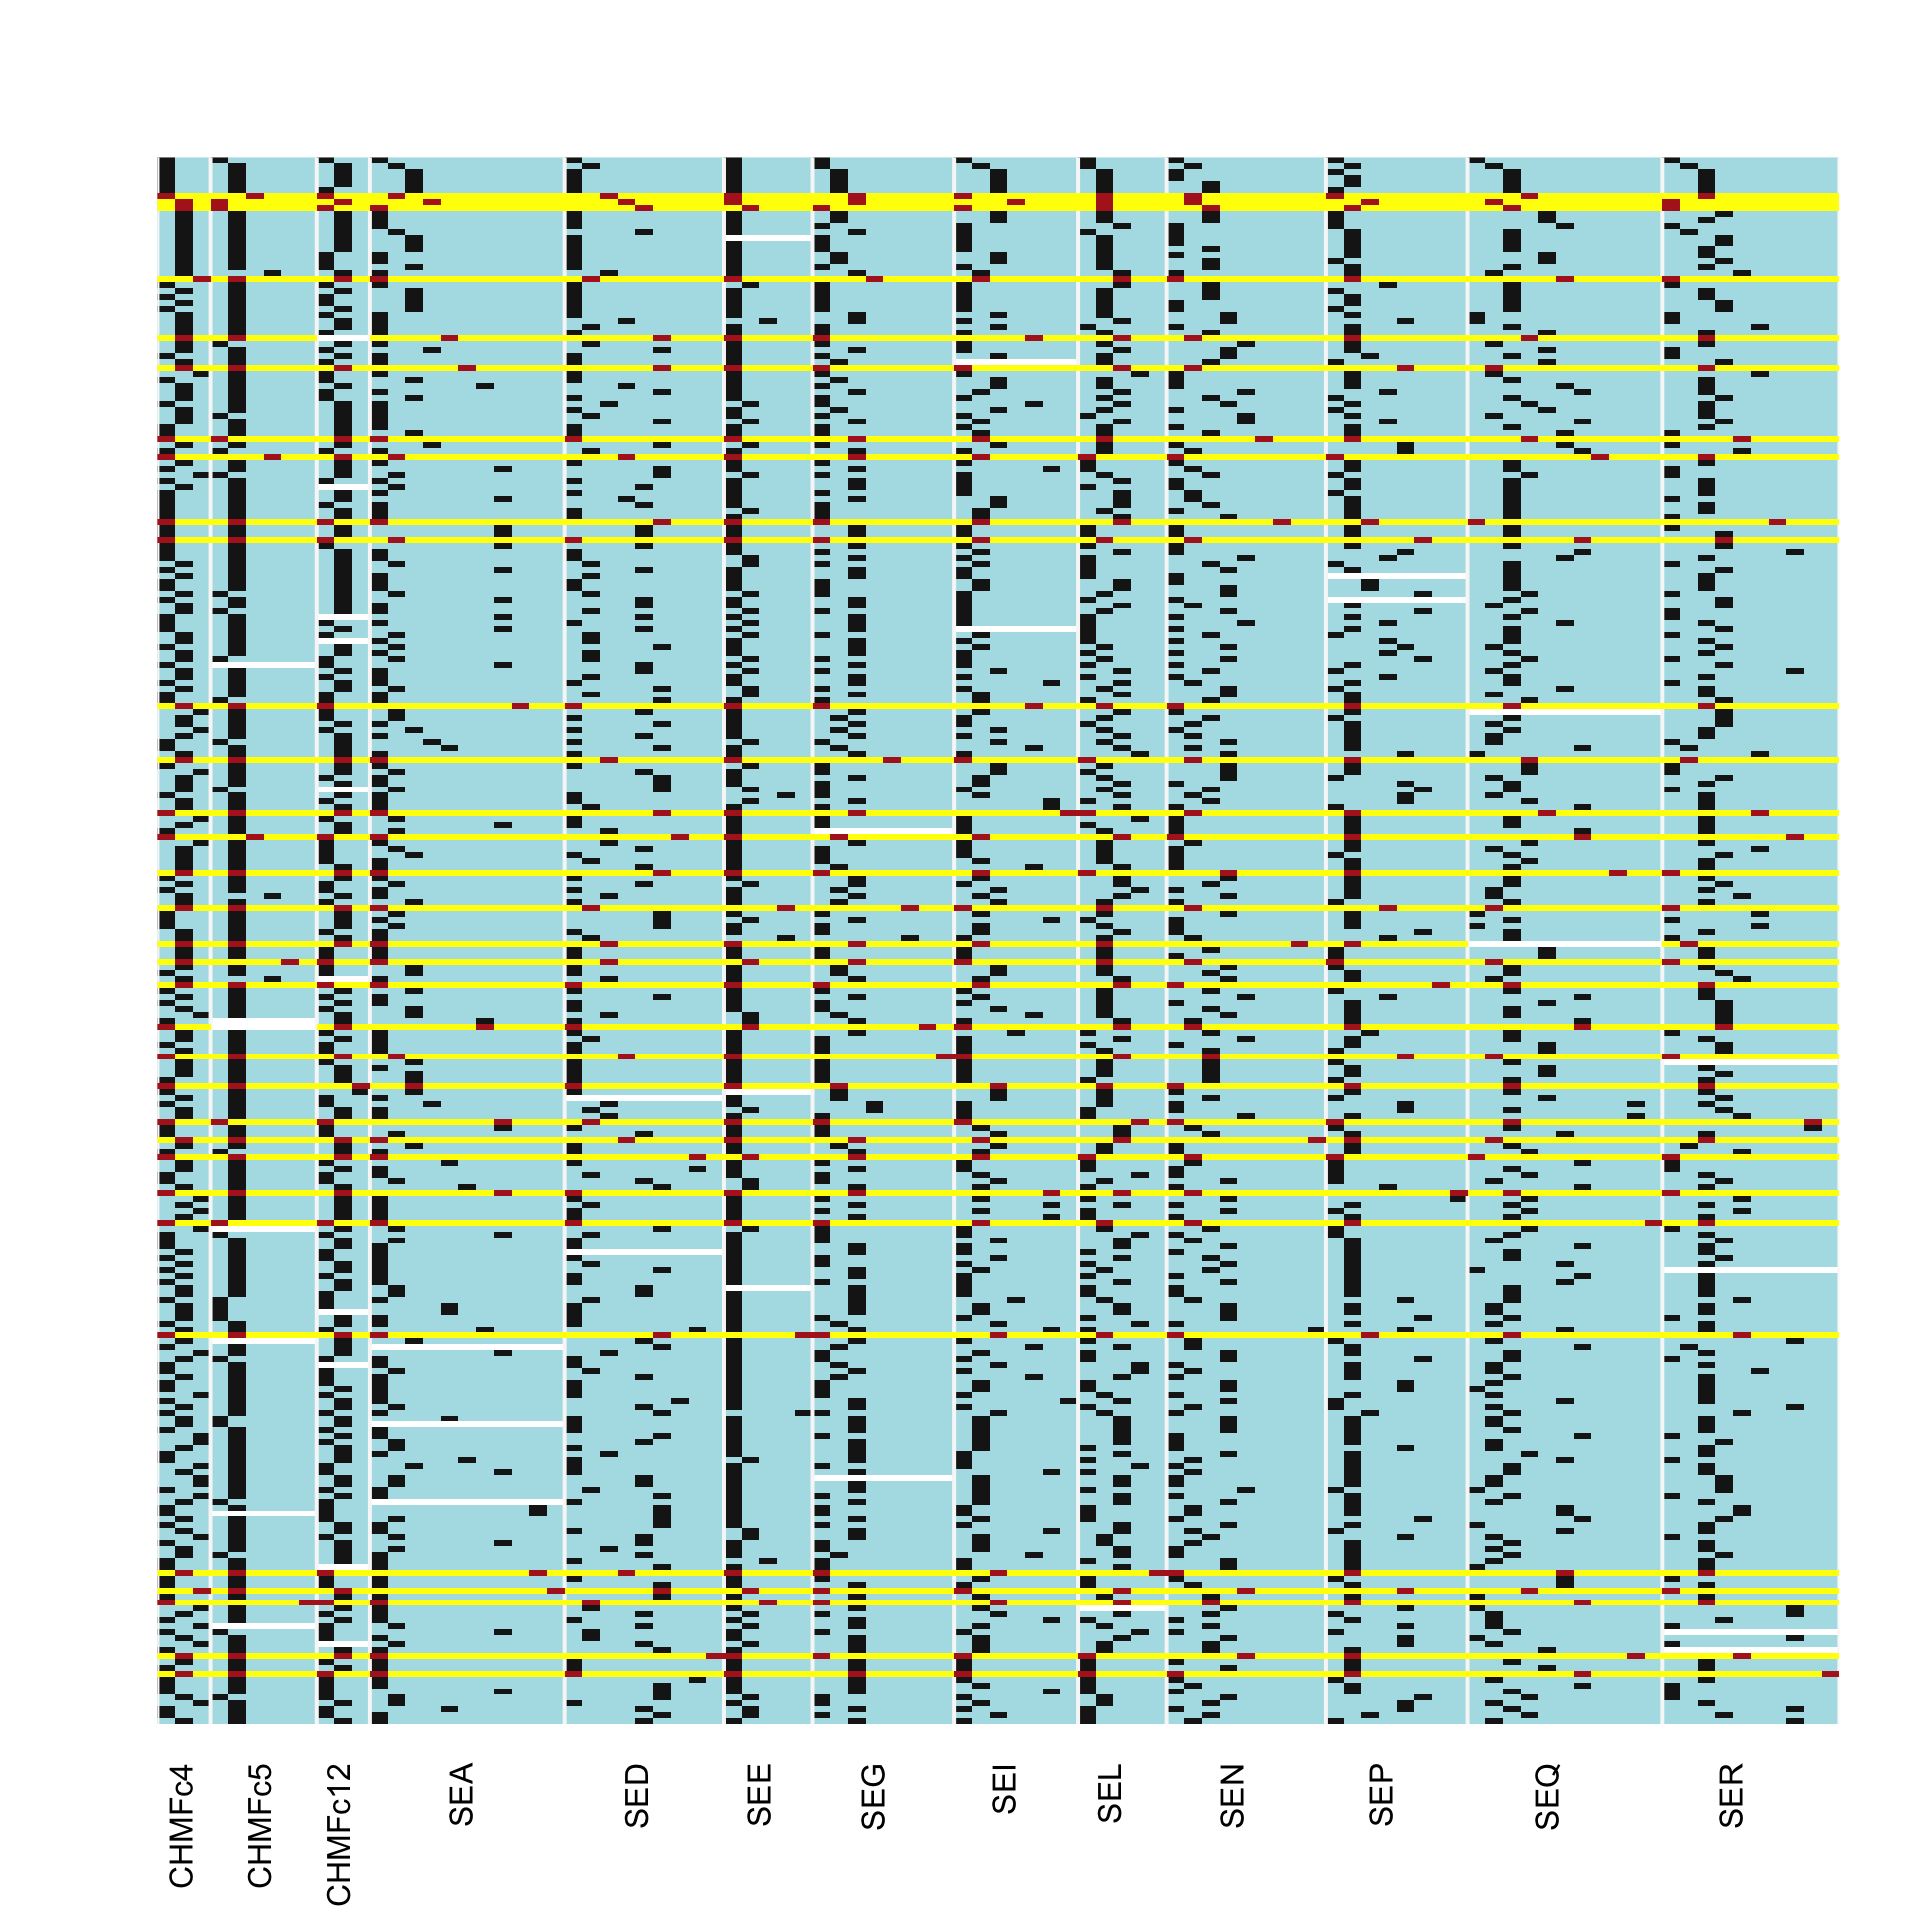 CHMFc4
CHMFc5
CHMFc12
SEA
SED
SEE
SEG
SEI
SEL
SEN
SEP
SEQ
SER